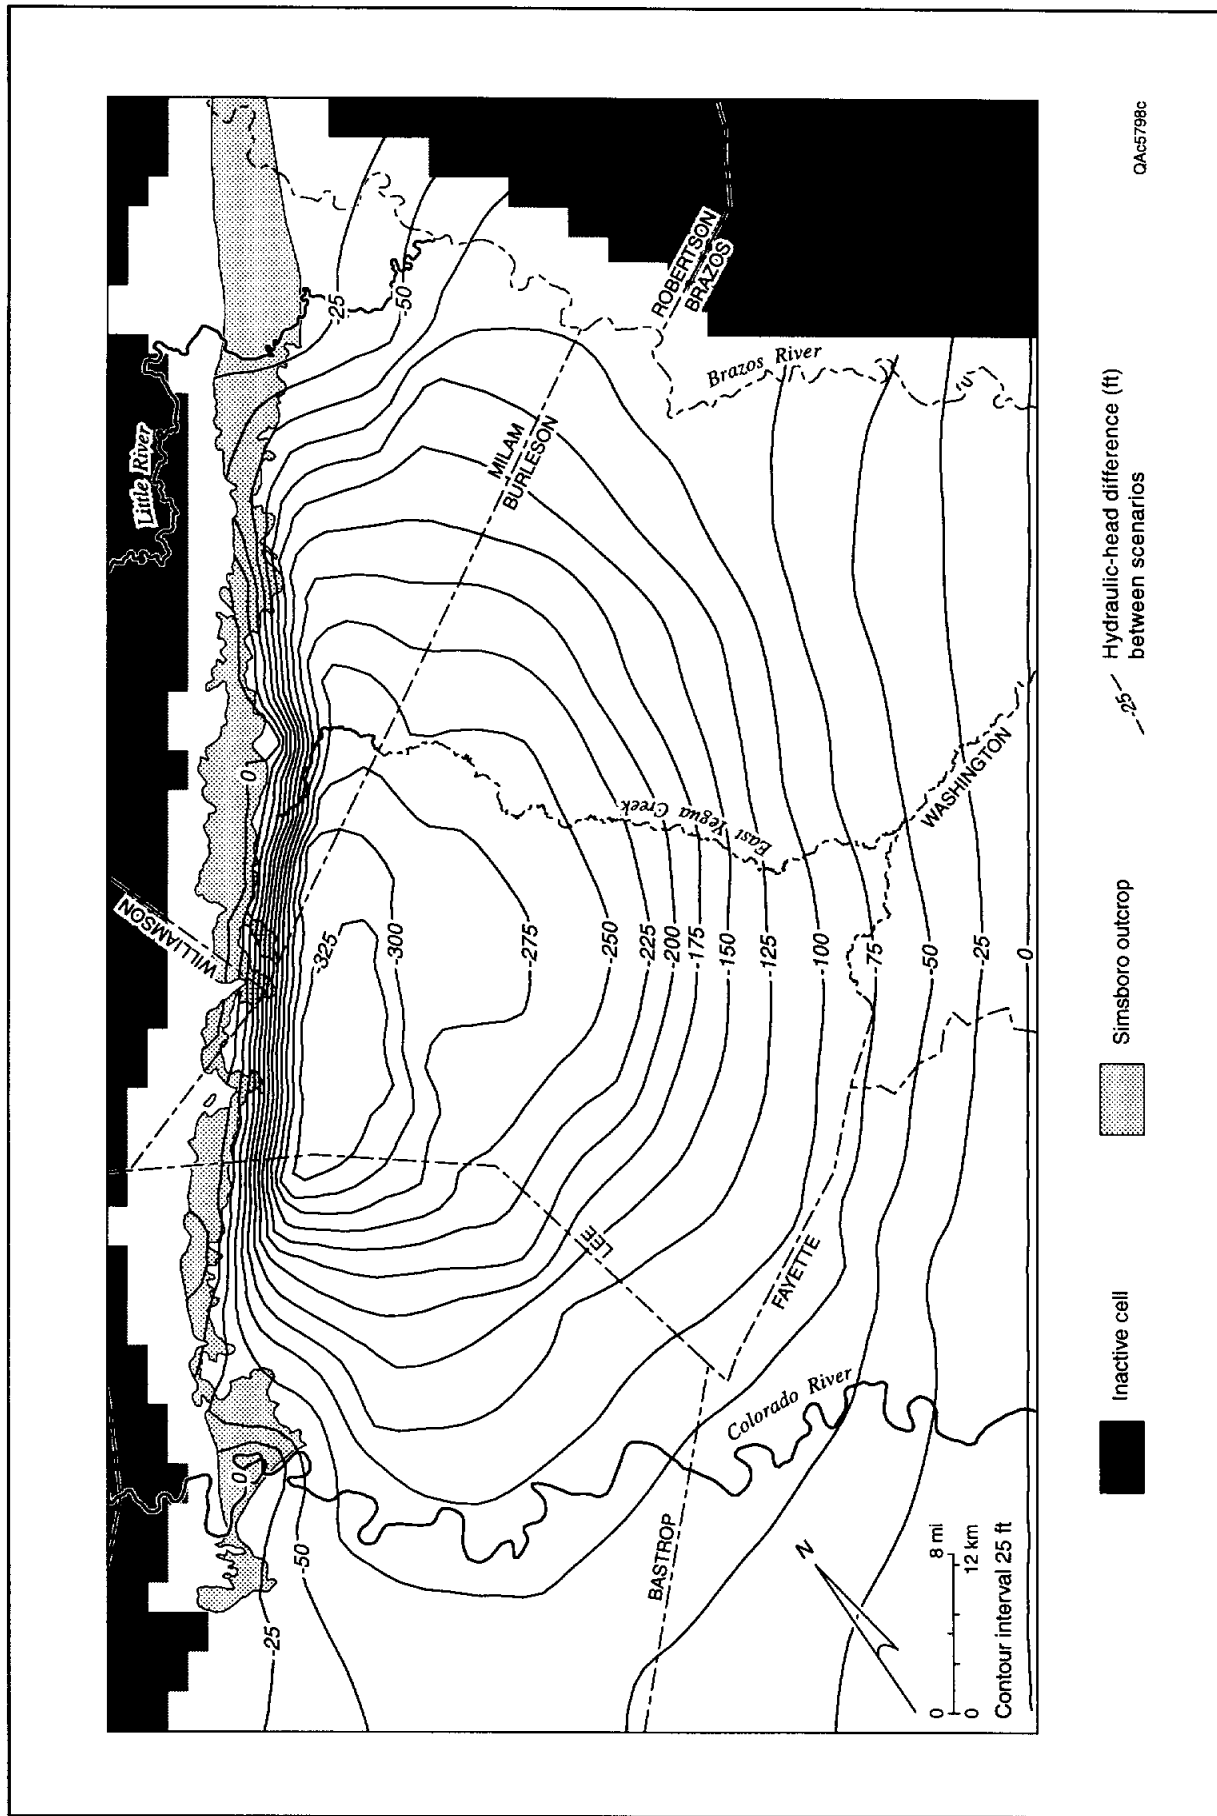 Little River
WILLIAMSON
MILAM
BURLESON
ROBERTSON
BRAZOS
Brazos River
East Yegua Creek
WASHINGTON
LEE
FAYETTE
BASTROP
Colorado River
0
0
-25
-50
-25
-50
-325
-300
-275
-250
-225
-200
-175
-150
-125
-100
-75
-50
-25
0
N
0 8 mi
0 12 km
Contour interval 25 ft
Inactive cell
Simsboro outcrop
-25
Hydraulic-head difference (ft)
between scenarios
QAc5798c